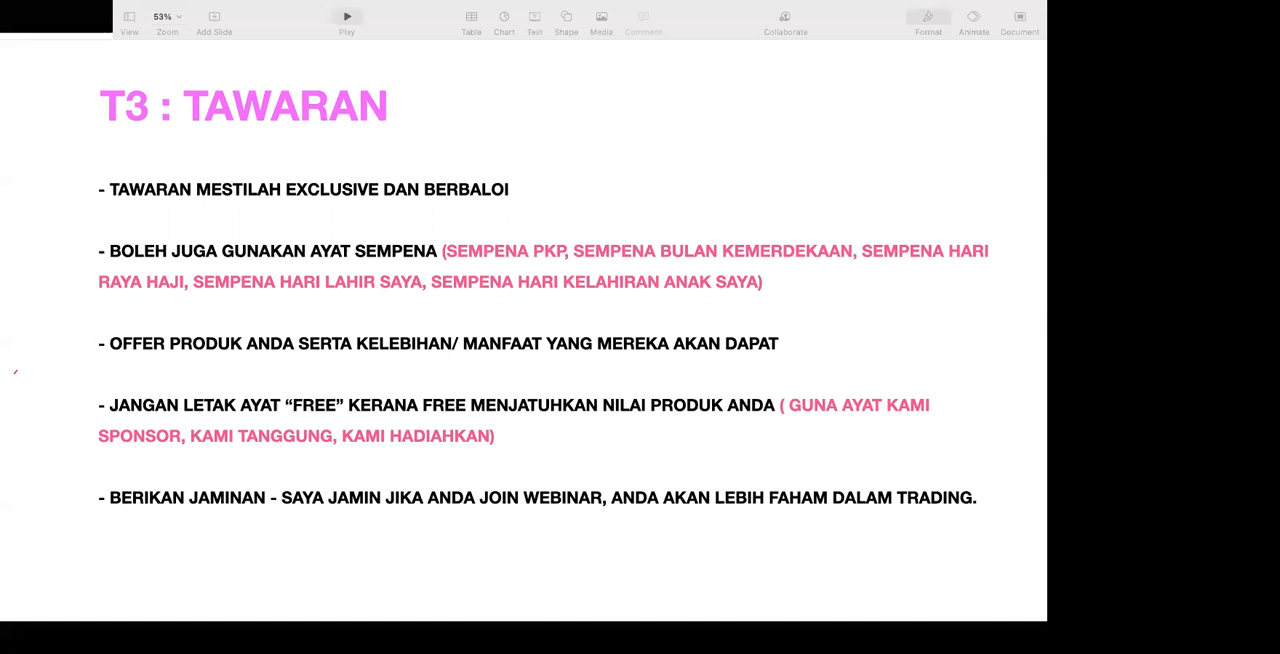 53%
View Zoom Add Slide Play Table Chart Text Shape Media Comment Collaborate Format Animate Document
T3 : TAWARAN
- TAWARAN MESTILAH EXCLUSIVE DAN BERBALOI
- BOLEH JUGA GUNAKAN AYAT SEMPENA (SEMPENA PKP, SEMPENA BULAN KEMERDEKAAN, SEMPENA HARI
RAYA HAJI, SEMPENA HARI LAHIR SAYA, SEMPENA HARI KELAHIRAN ANAK SAYA)
- OFFER PRODUK ANDA SERTA KELEBIHAN/ MANFAAT YANG MEREKA AKAN DAPAT
- JANGAN LETAK AYAT “FREE” KERANA FREE MENJATUHKAN NILAI PRODUK ANDA ( GUNA AYAT KAMI
SPONSOR, KAMI TANGGUNG, KAMI HADIAHKAN)
- BERIKAN JAMINAN - SAYA JAMIN JIKA ANDA JOIN WEBINAR, ANDA AKAN LEBIH FAHAM DALAM TRADING.